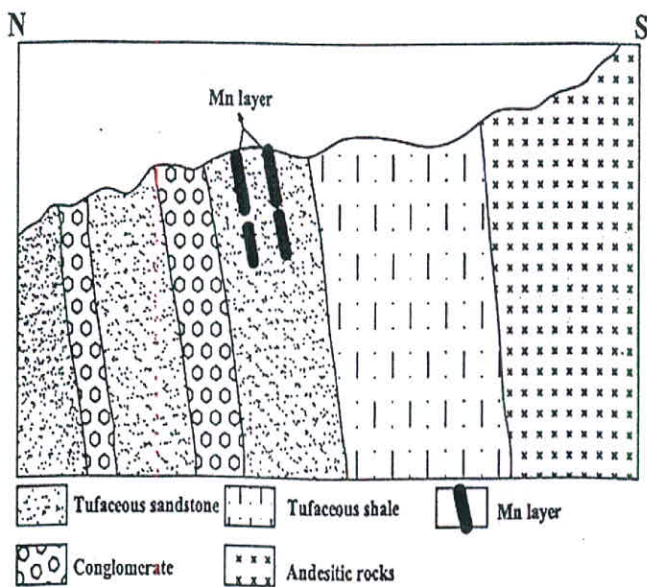 N S
Mn layer
Tufaceous sandstone Tufaceous shale Mn layer
Conglomerate Andesitic rocks